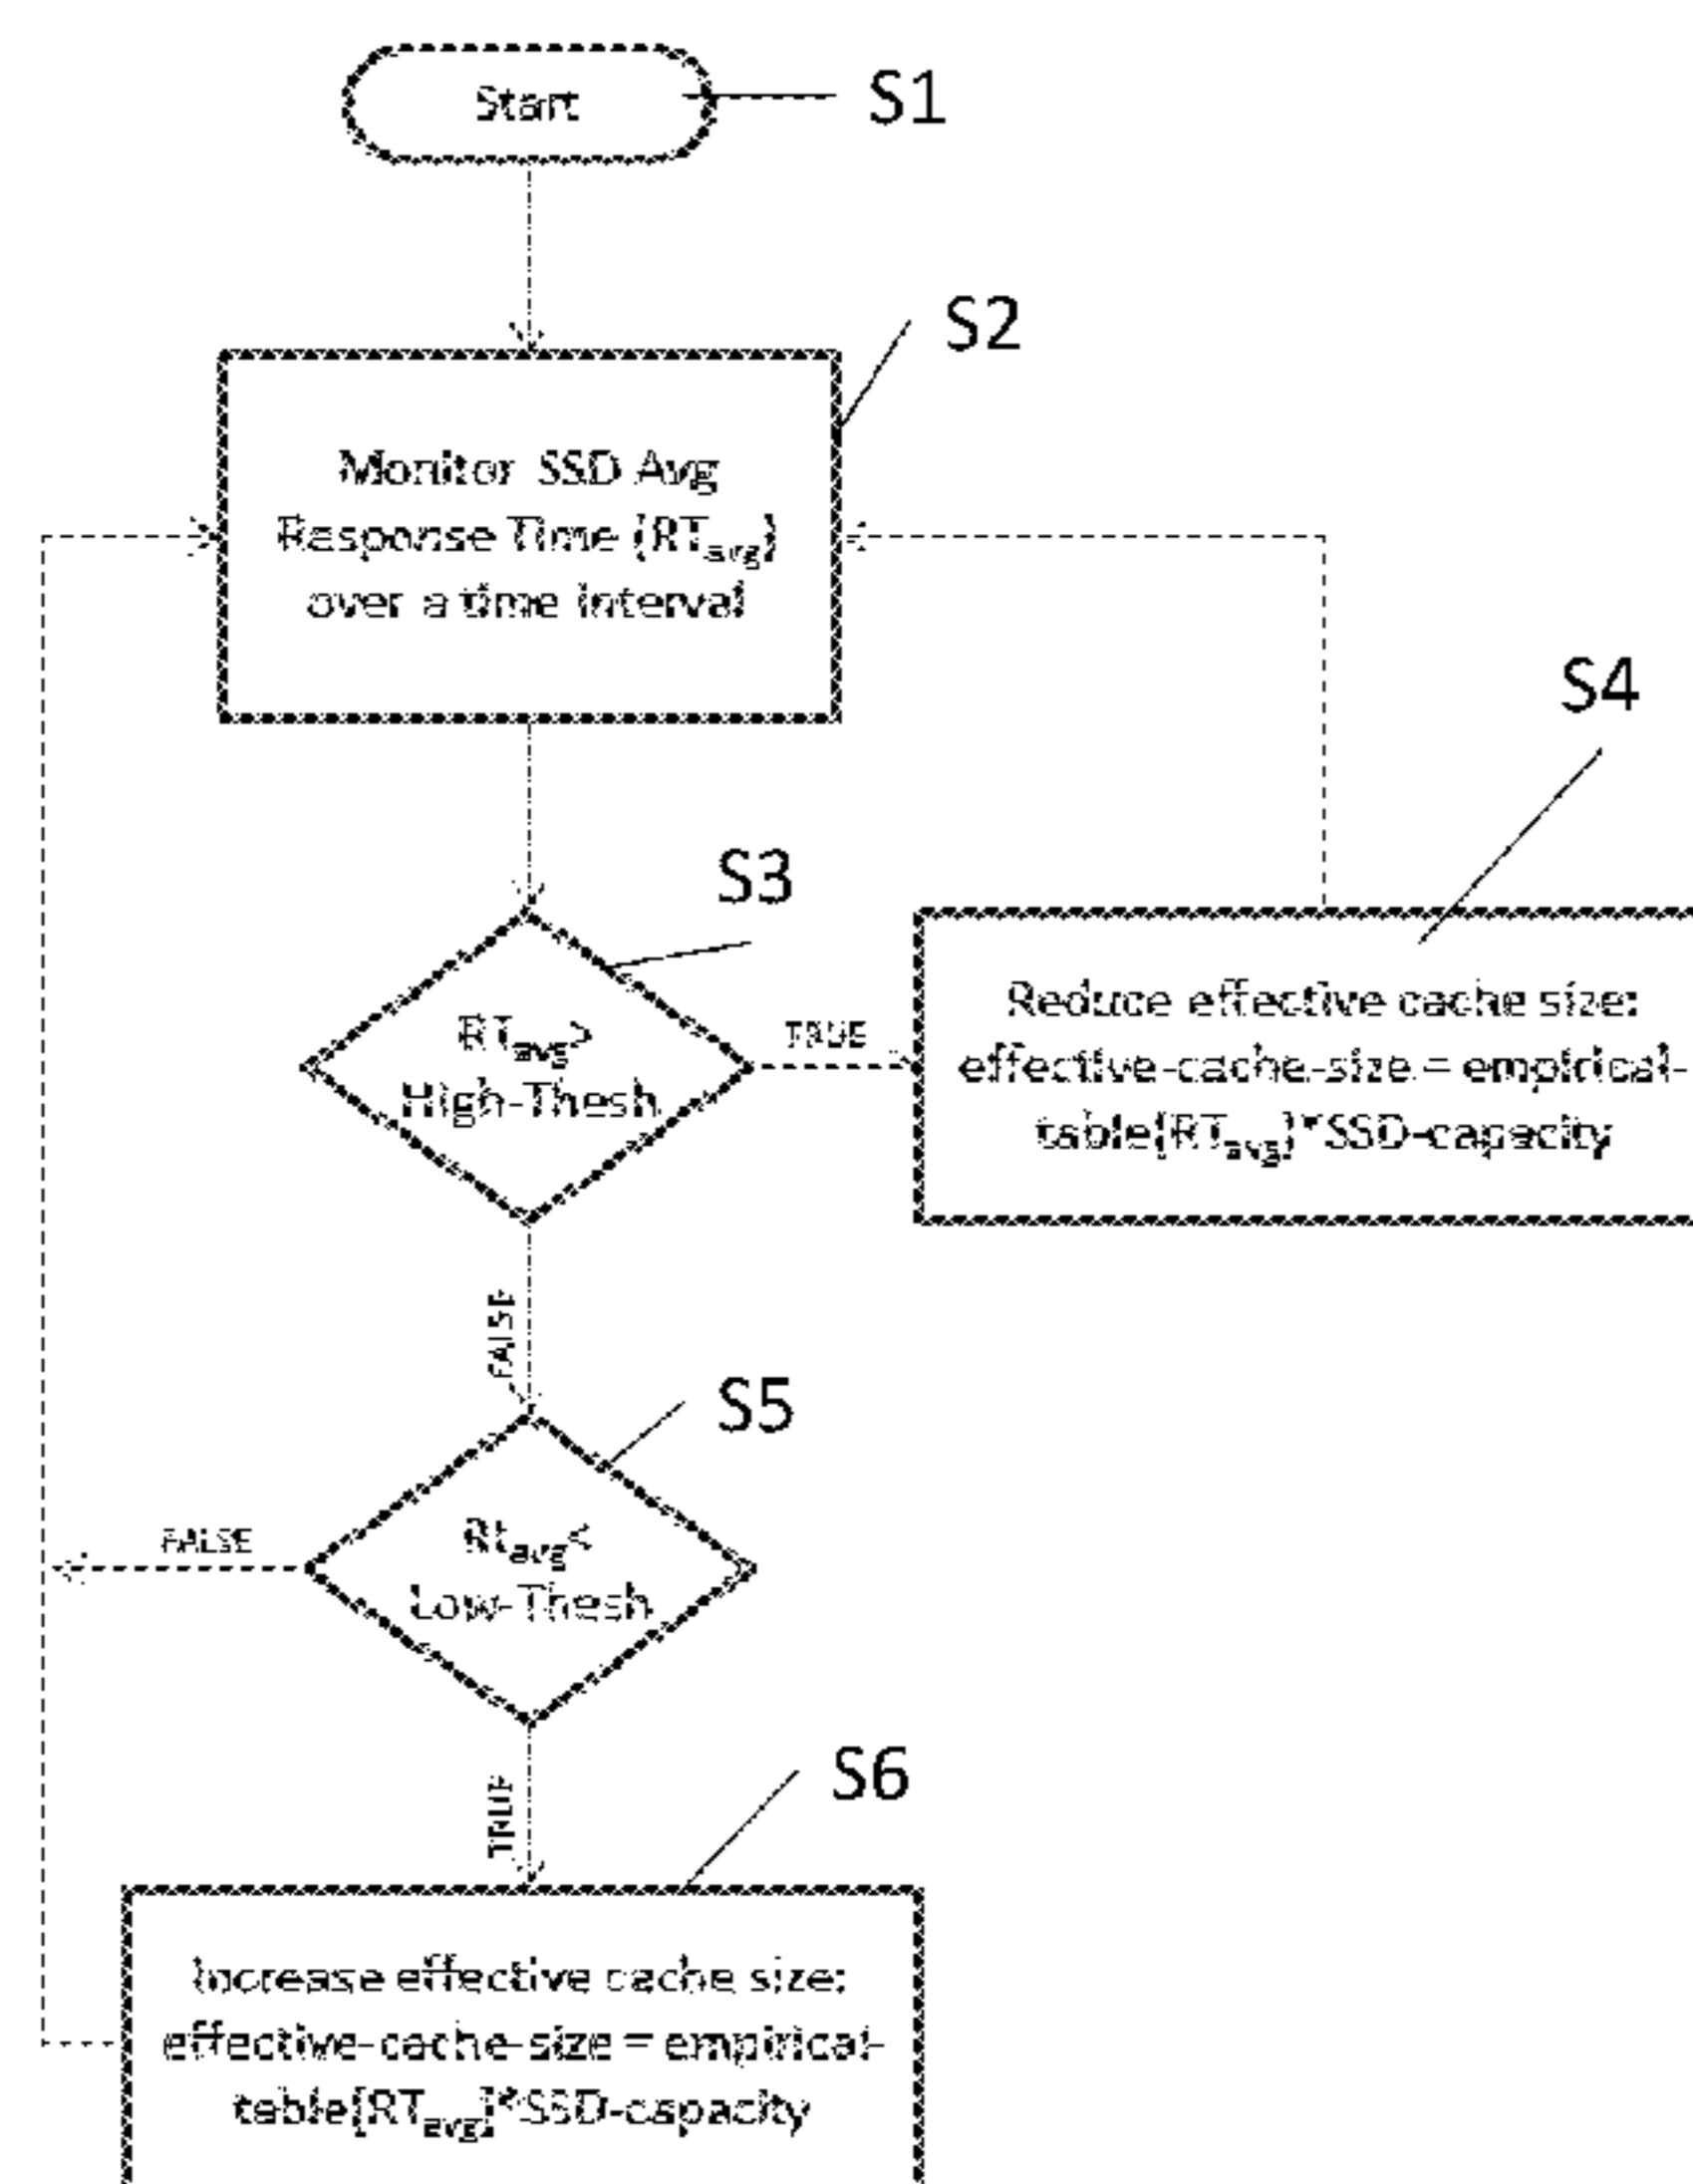 Start
S1
S2
Monitor SSD Avg
Response Time (RTavg)
over a time interval
S4
S3
RTavg>
High-Thesh
TRUE
Reduce effective cache size:
effective-cache-size = empirical-
table[RTavg]*SSD-capacity
FALSE
S5
Rtavg<
Low-Thesh
FALSE
TRUE
S6
Increase effective cache size:
effective-cache-size = empirical-
table[RTavg]*SSD-capacity